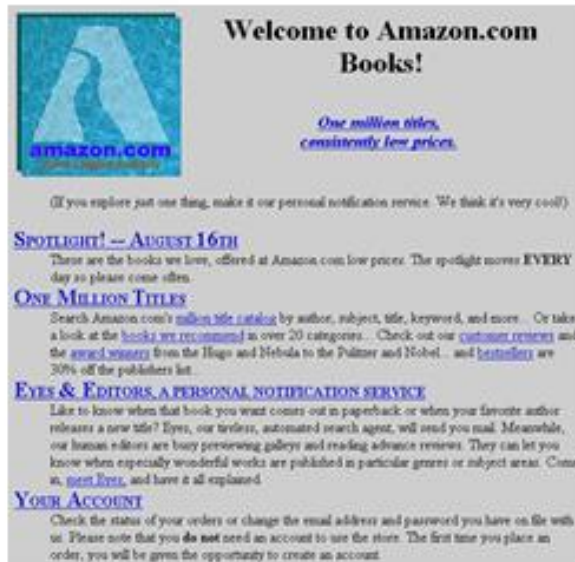 Welcome to Amazon.com
Books!
amazon.com
One million titles,
consistently low prices.
(If you explore just one thing, make it our personal notification service. We think it's very cool!)
SPOTLIGHT! -- AUGUST 16TH
These are the books we love, offered at Amazon.com low prices. The spotlight moves EVERY
day so please come often.
ONE MILLION TITLES
Search Amazon.com's million title catalog by author, subject, title, keyword, and more... Or take
a look at the books we recommend in over 20 categories... Check out our customer reviews and
the award winners from the Hugo and Nebula to the Pulitzer and Nobel... and bestsellers are
30% off the publishers list...
EYES & EDITORS, A PERSONAL NOTIFICATION SERVICE
Like to know when that book you want comes out in paperback or when your favorite author
releases a new title? Eyes, our tireless, automated search agent, will send you mail. Meanwhile,
our human editors are busy previewing galleys and reading advance reviews. They can let you
know when especially wonderful works are published in particular genres or subject areas. Come
in, meet Eyes, and have it all explained.
YOUR ACCOUNT
Check the status of your orders or change the email address and password you have on file with
us. Please note that you do not need an account to use the store. The first time you place an
order, you will be given the opportunity to create an account.